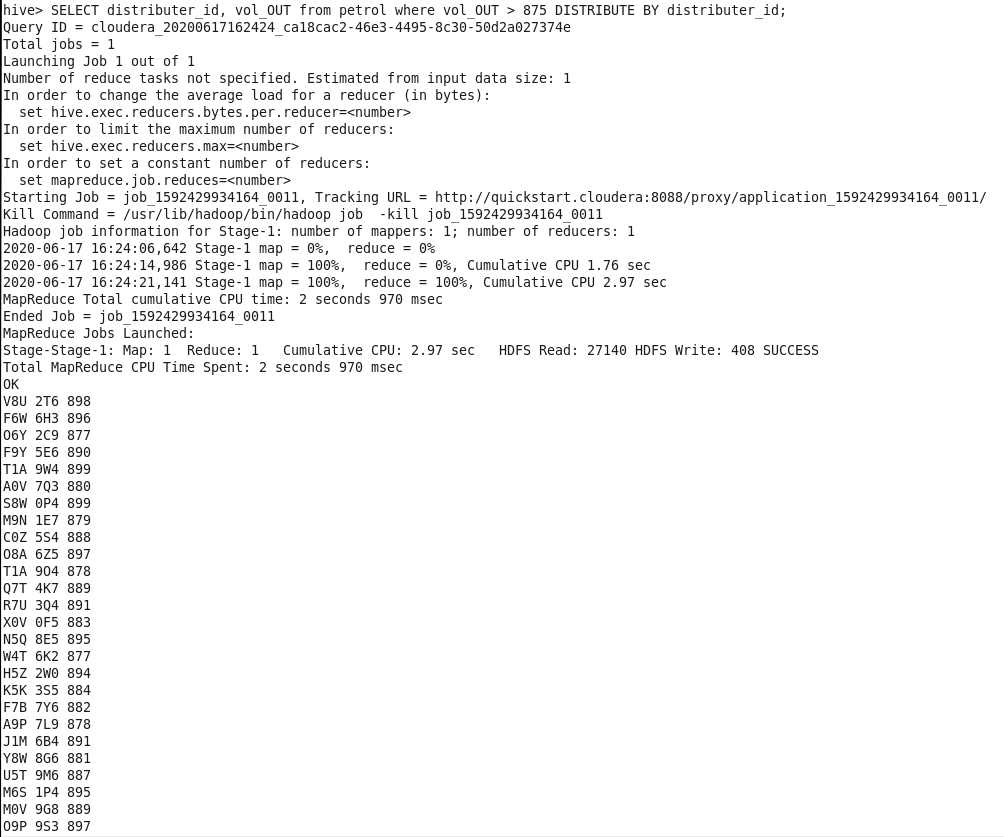 hive> SELECT distributer_id, vol_OUT from petrol where vol_OUT > 875 DISTRIBUTE BY distributer_id;
Query ID = cloudera_20200617162424_ca18cac2-46e3-4495-8c30-50d2a027374e
Total jobs = 1
Launching Job 1 out of 1
Number of reduce tasks not specified. Estimated from input data size: 1
In order to change the average load for a reducer (in bytes):
  set hive.exec.reducers.bytes.per.reducer=<number>
In order to limit the maximum number of reducers:
  set hive.exec.reducers.max=<number>
In order to set a constant number of reducers:
  set mapreduce.job.reduces=<number>
Starting Job = job_1592429934164_0011, Tracking URL = http://quickstart.cloudera:8088/proxy/application_1592429934164_0011/
Kill Command = /usr/lib/hadoop/bin/hadoop job  -kill job_1592429934164_0011
Hadoop job information for Stage-1: number of mappers: 1; number of reducers: 1
2020-06-17 16:24:06,642 Stage-1 map = 0%,  reduce = 0%
2020-06-17 16:24:14,986 Stage-1 map = 100%,  reduce = 0%, Cumulative CPU 1.76 sec
2020-06-17 16:24:21,141 Stage-1 map = 100%,  reduce = 100%, Cumulative CPU 2.97 sec
MapReduce Total cumulative CPU time: 2 seconds 970 msec
Ended Job = job_1592429934164_0011
MapReduce Jobs Launched:
Stage-Stage-1: Map: 1  Reduce: 1   Cumulative CPU: 2.97 sec   HDFS Read: 27140 HDFS Write: 408 SUCCESS
Total MapReduce CPU Time Spent: 2 seconds 970 msec
OK
V8U 2T6 898
F6W 6H3 896
O6Y 2C9 877
F9Y 5E6 890
T1A 9W4 899
A0V 7Q3 880
S8W 0P4 899
M9N 1E7 879
C0Z 5S4 888
O8A 6Z5 897
T1A 9O4 878
Q7T 4K7 889
R7U 3Q4 891
X0V 0F5 883
N5Q 8E5 895
W4T 6K2 877
H5Z 2W0 894
K5K 3S5 884
F7B 7Y6 882
A9P 7L9 878
J1M 6B4 891
Y8W 8G6 881
U5T 9M6 887
M6S 1P4 895
M0V 9G8 889
O9P 9S3 897